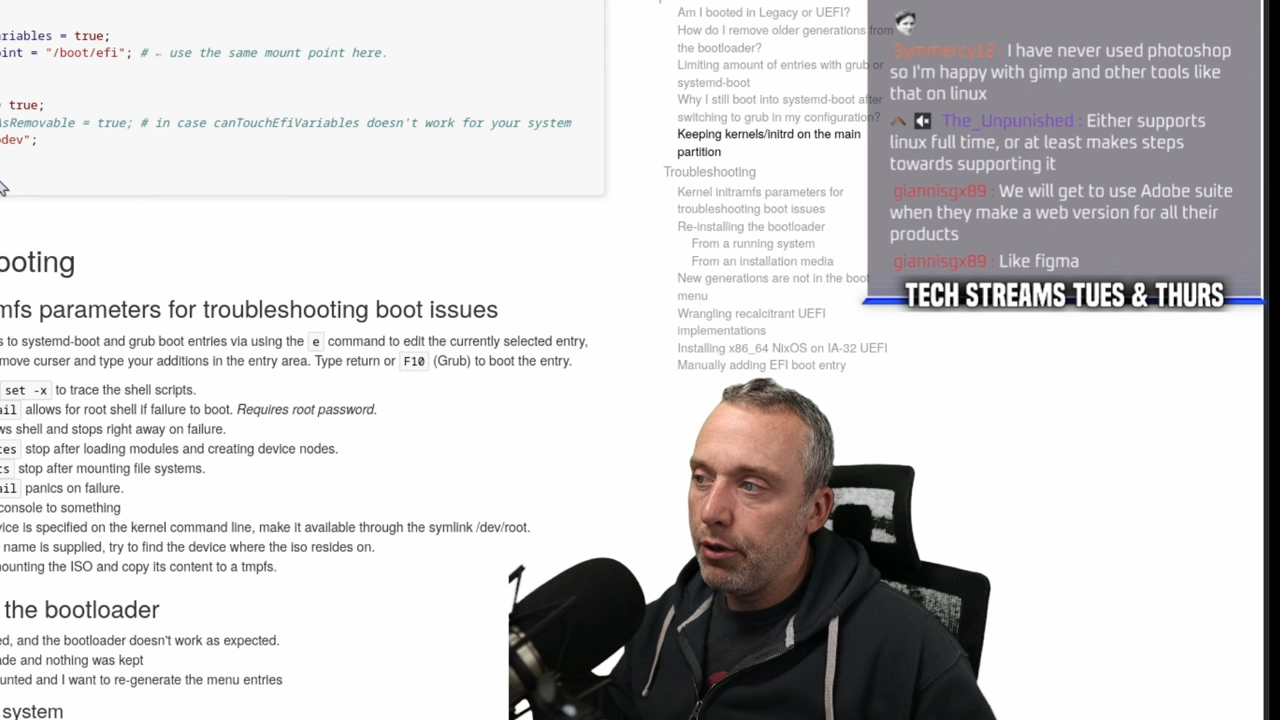 ariables = true;
oint = "/boot/efi"; # ← use the same mount point here.
= true;
AsRemovable = true; # in case canTouchEfiVariables doesn't work for your system
odev";
ooting
mfs parameters for troubleshooting boot issues
s to systemd-boot and grub boot entries via using the e command to edit the currently selected entry,
move curser and type your additions in the entry area. Type return or F10 (Grub) to boot the entry.
set -x to trace the shell scripts.
ail allows for root shell if failure to boot. Requires root password.
ws shell and stops right away on failure.
ces stop after loading modules and creating device nodes.
ts stop after mounting file systems.
ail panics on failure.
console to something
vice is specified on the kernel command line, make it available through the symlink /dev/root.
name is supplied, try to find the device where the iso resides on.
mounting the ISO and copy its content to a tmpfs.
the bootloader
ed, and the bootloader doesn't work as expected.
ade and nothing was kept
unted and I want to re-generate the menu entries
system
Am I booted in Legacy or UEFI?
How do I remove older generations from
the bootloader?
Limiting amount of entries with grub or
systemd-boot
Why I still boot into systemd-boot after
switching to grub in my configuration?
Keeping kernels/initrd on the main
partition
Troubleshooting
Kernel initramfs parameters for
troubleshooting boot issues
Re-installing the bootloader
From a running system
From an installation media
New generations are not in the boot
menu
Wrangling recalcitrant UEFI
implementations
Installing x86_64 NixOS on IA-32 UEFI
Manually adding EFI boot entry
Symmercy12 : I have never used photoshop
so I'm happy with gimp and other tools like
that on linux
The_Unpunished : Either supports
linux full time, or at least makes steps
towards supporting it
giannisgx89 : We will get to use Adobe suite
when they make a web version for all their
products
giannisgx89 : Like figma
TECH STREAMS TUES & THURS